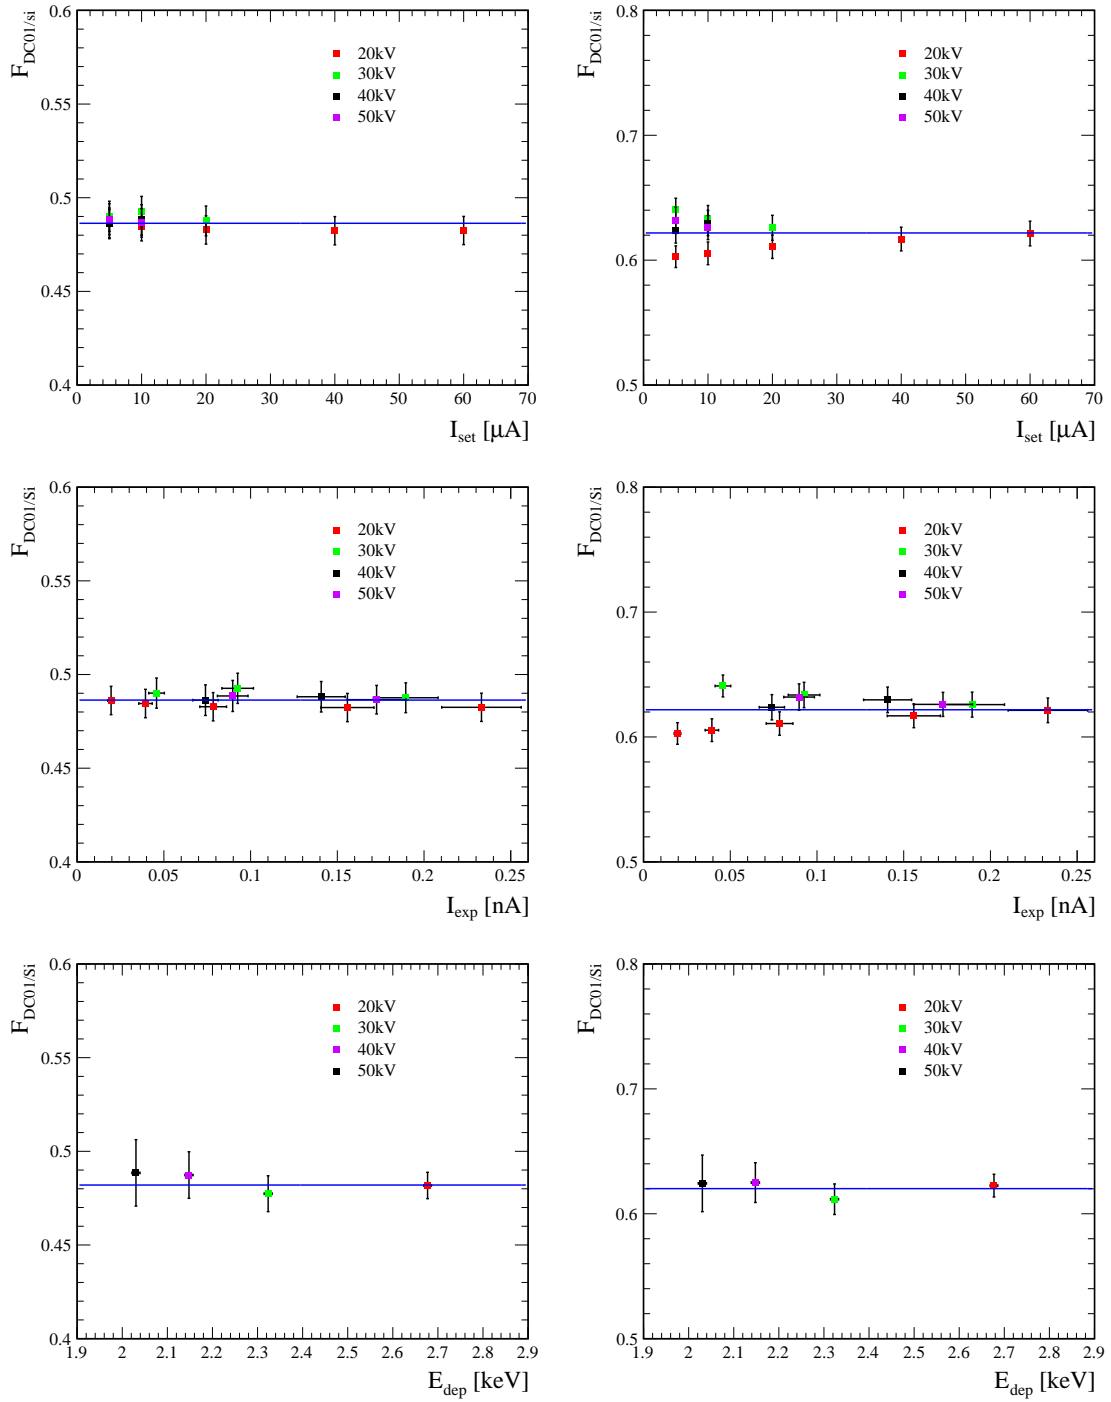 F_DC01/si
0.6
0.55
0.5
0.45
0.4
20kV
30kV
40kV
50kV
0 10 20 30 40 50 60 70
I_set [μA]
F_DC01/si
0.8
0.7
0.6
0.5
20kV
30kV
40kV
50kV
0 10 20 30 40 50 60 70
I_set [μA]
F_DC01/Si
0.6
0.55
0.5
0.45
0.4
20kV
30kV
40kV
50kV
0 0.05 0.1 0.15 0.2 0.25
I_exp [nA]
F_DC01/Si
0.8
0.7
0.6
0.5
20kV
30kV
40kV
50kV
0 0.05 0.1 0.15 0.2 0.25
I_exp [nA]
F_DC01/Si
0.6
0.55
0.5
0.45
0.4
20kV
30kV
40kV
50kV
1.9 2 2.1 2.2 2.3 2.4 2.5 2.6 2.7 2.8 2.9
E_dep [keV]
F_DC01/Si
0.8
0.7
0.6
0.5
20kV
30kV
40kV
50kV
1.9 2 2.1 2.2 2.3 2.4 2.5 2.6 2.7 2.8 2.9
E_dep [keV]